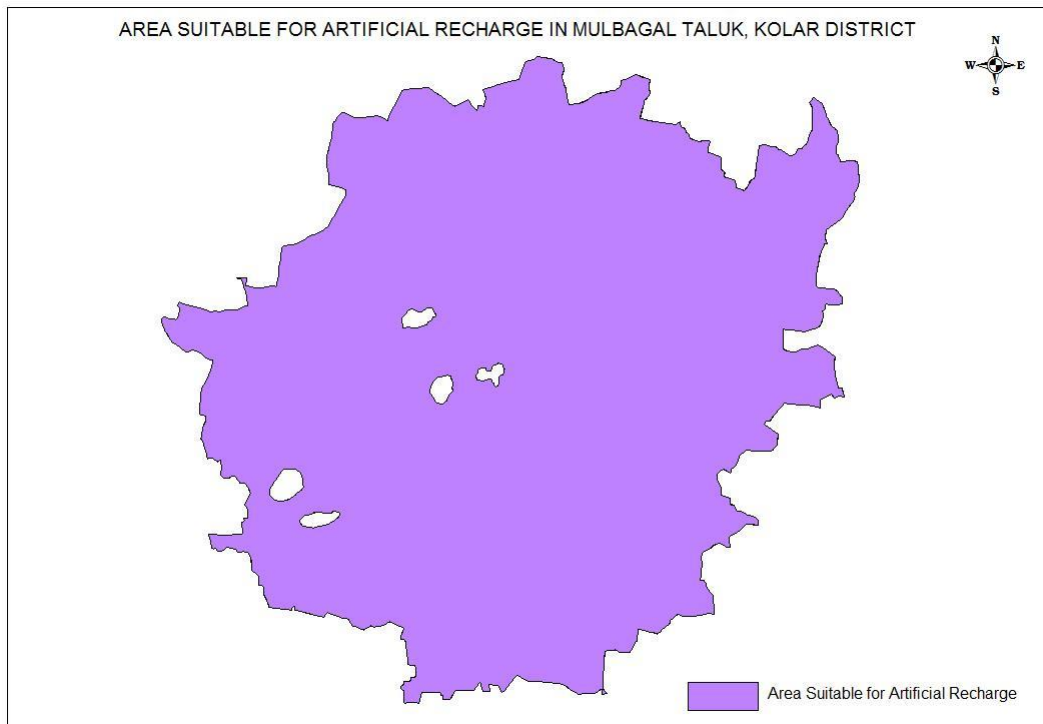 AREA SUITABLE FOR ARTIFICIAL RECHARGE IN MULBAGAL TALUK, KOLAR DISTRICT
N
W E
S
Area Suitable for Artificial Recharge